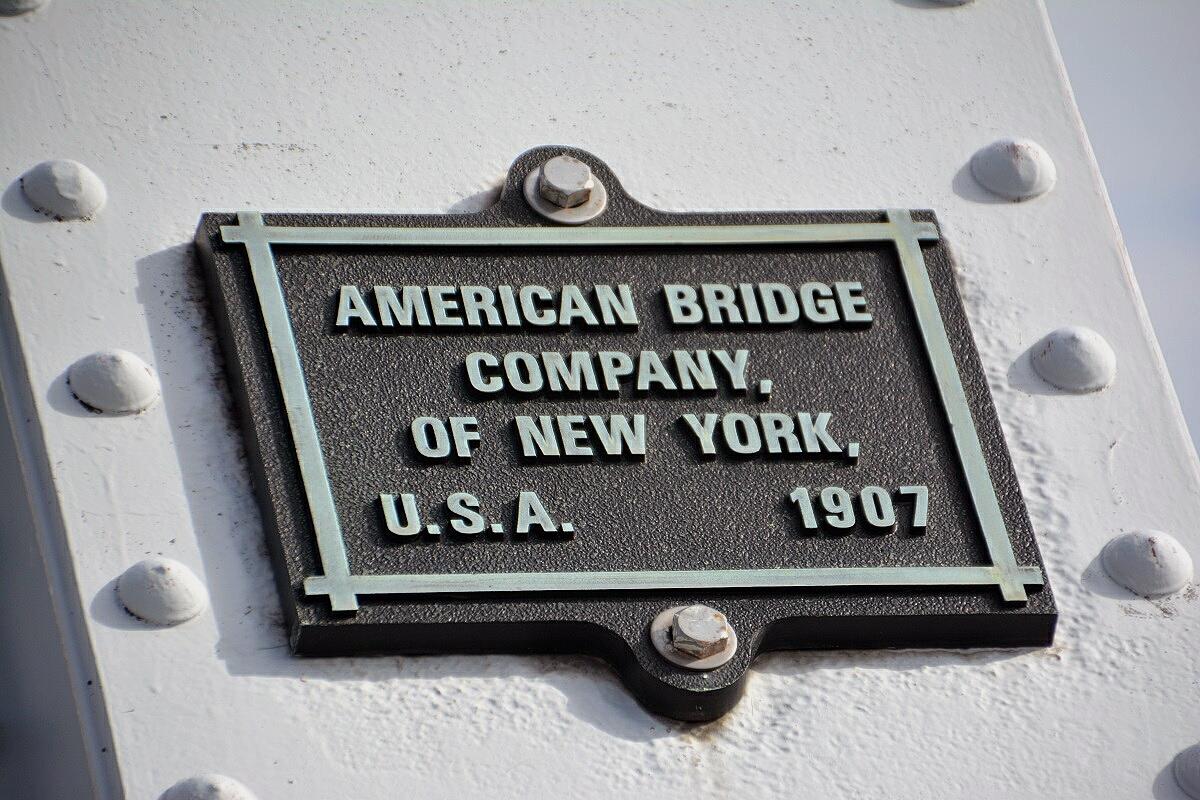 AMERICAN BRIDGE
COMPANY,
OF NEW YORK,
U.S.A. 1907